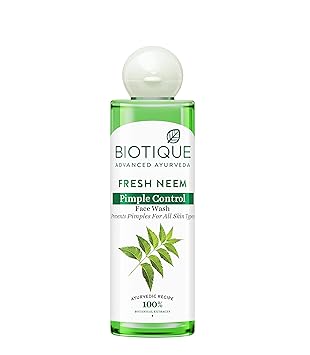 BIOTIQUE
ADVANCED AYURVEDA
FRESH NEEM
Pimple Control
Face Wash
Prevents Pimples For All Skin Types
AYURVEDIC RECIPE
100%
BOTANICAL EXTRACTS